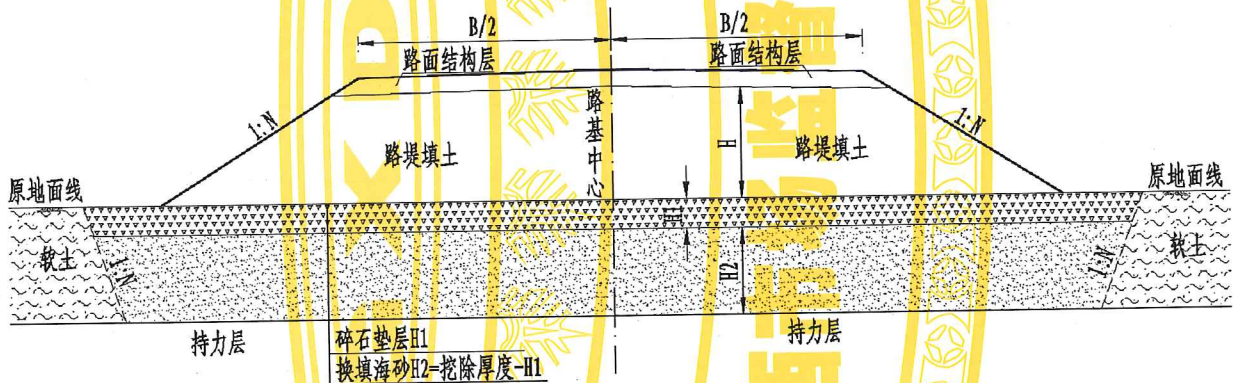 B/2
B/2
路面结构层
路面结构层
1:N
路基中心
H
1:N
路堤填土
路堤填土
原地面线
原地面线
H1
软土
1:N
H2
1:N
软土
持力层
碎石垫层H1
持力层
换填海砂H2=挖除厚度-H1